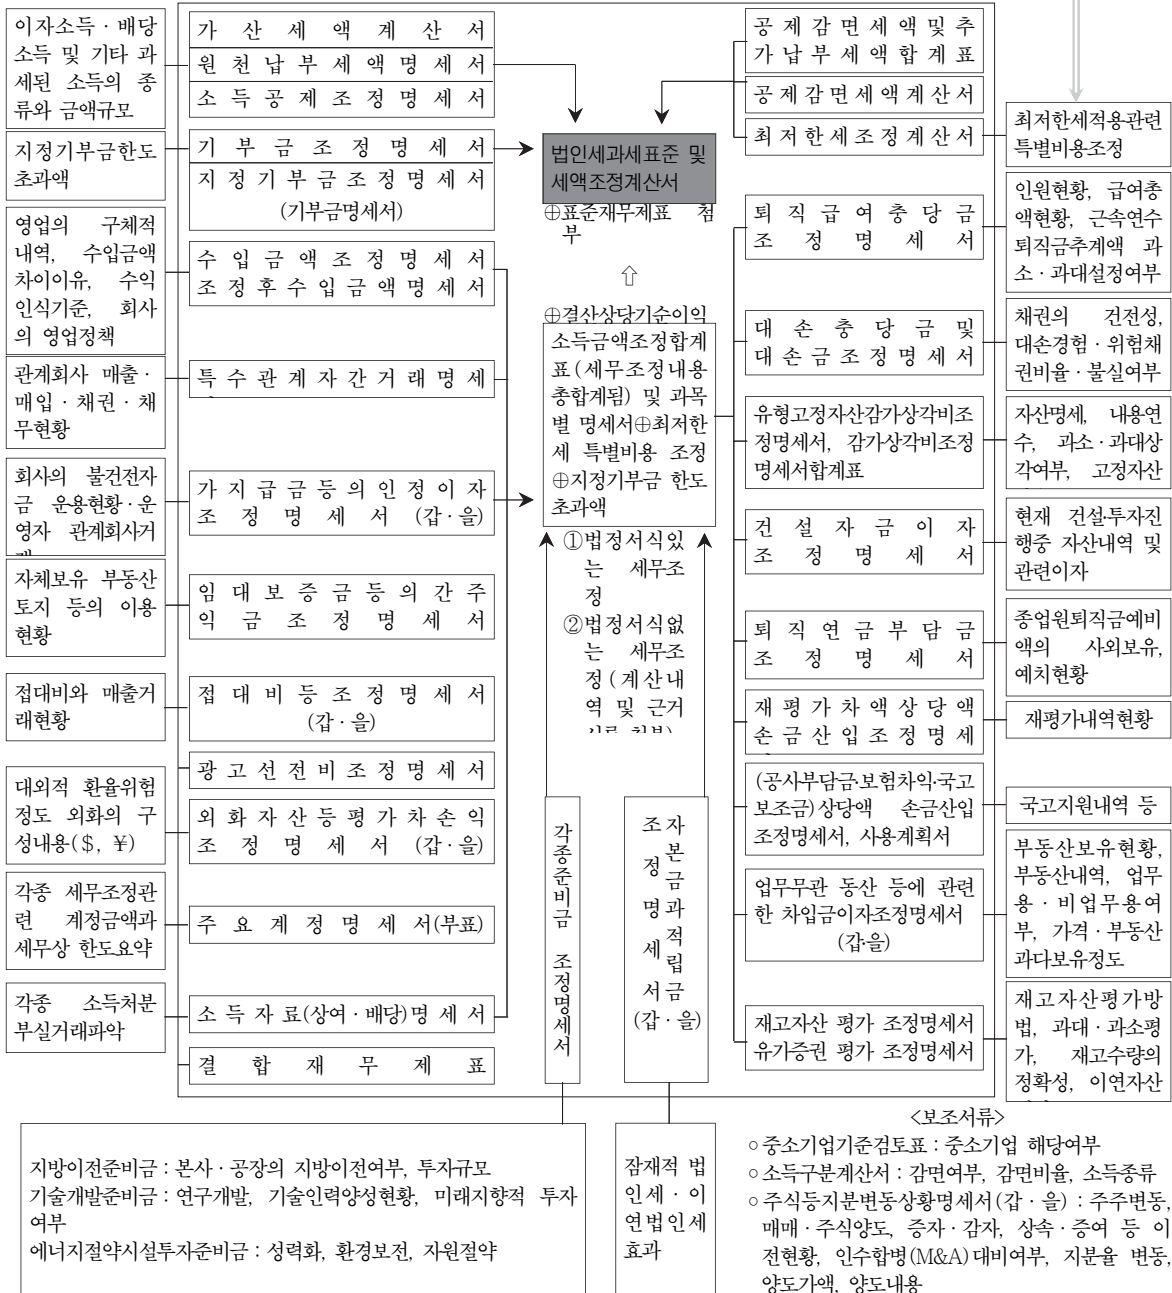 이자소득·배당
소득 및 기타 과
세된 소득의 종
류와 금액규모
지정기부금한도
초과액
영업의 구체적
내역, 수입금액
차이이유, 수익
인식기준, 회사
의 영업정책
관계회사 매출·
매입·채권·채
무현황
회사의 불건전자
금 운용현황·운
영자 관계회사거
자체보유 부동산
토지 등의 이용
현황
접대비와 매출거
래현황
대외적 환율위험
정도 외화의 구
성내용($, ¥)
각종 세무조정관
련 계정금액과
세무상 한도요약
각종 소득처분
부실거래파악
가 산 세 액 계 산 서
원 천 납 부 세 액 명 세 서
소 득 공 제 조 정 명 세 서
기 부 금 조 정 명 세 서
지 정 기 부 금 조 정 명 세 서
(기부금명세서)
수 입 금 액 조 정 명 세 서
조 정 후 수 입 금 액 명 세 서
특 수 관 계 자 간 거 래 명 세
가 지 급 금 등 의 인 정 이 자
조 정 명 세 서 (갑·을)
임 대 보 증 금 등 의 간 주
익 금 조 정 명 세 서
접 대 비 등 조 정 명 세 서
(갑·을)
광 고 선 전 비 조 정 명 세 서
외 화 자 산 등 평 가 차 손 익
조 정 명 세 서 (갑·을)
주 요 계 정 명 세 서(부표)
소 득 자 료(상여·배당)명 세 서
결 합 재 무 제 표
법인세과세표준 및
세액조정계산서
⊕표준재무제표 첨
부
⇧
⊕결산상당기순이익
소득금액조정합계
표(세무조정내용
총합계됨) 및 과목
별 명세서⊕최저한
세 특별비용 조정
⊕지정기부금 한도
초과액
①법정서식있
는 세무조
정
②법정서식없
는 세무조
정(계산내
역 및 근거
서류 첨부)
각종준비금 조정명세서
자본금과적립금
조정명세서
(갑·을)
공 제 감 면 세 액 및 추
가 납 부 세 액 합 계 표
공 제 감 면 세 액 계 산 서
최 저 한 세 조 정 계 산 서
퇴 직 급 여 충 당 금
조 정 명 세 서
대 손 충 당 금 및
대 손 금 조 정 명 세 서
유형고정자산감가상각비조
정명세서, 감가상각비조정
명세서합계표
건 설 자 금 이 자
조 정 명 세 서
퇴 직 연 금 부 담 금
조 정 명 세 서
재 평 가 차 액 상 당 액
손 금 산 입 조 정 명 세
(공사부담금·보험차익·국고
보조금)상당액 손금산입
조정명세서, 사용계획서
업무무관 동산 등에 관련
한 차입금이자조정명세서
(갑·을)
재고자산 평가 조정명세서
유가증권 평가 조정명세서
최저한세적용관련
특별비용조정
인원현황, 급여총
액현황, 근속연수
퇴직금추계액 과
소·과대설정여부
채권의 건전성,
대손경험·위험채
권비율·불실여부
자산명세, 내용연
수, 과소·과대상
각여부, 고정자산
현재 건설·투자진
행중 자산내역 및
관련이자
종업원퇴직금예비
액의 사외보유,
예치현황
재평가내역현황
국고지원내역 등
부동산보유현황,
부동산내역, 업무
용·비업무용여
부, 가격·부동산
과다보유정도
재고자산평가방
법, 과대·과소평
가, 재고수량의
정확성, 이연자산
지방이전준비금 : 본사·공장의 지방이전여부, 투자규모
기술개발준비금 : 연구개발, 기술인력양성현황, 미래지향적 투자
여부
에너지절약시설투자준비금 : 성력화, 환경보전, 자원절약
잠재적 법
인세·이
연법인세
효과
<보조서류>
○중소기업기준검토표 : 중소기업 해당여부
○소득구분계산서 : 감면여부, 감면비율, 소득종류
○주식등지분변동상황명세서(갑·을) : 주주변동,
매매·주식양도, 증자·감자, 상속·증여 등 이
전현황, 인수합병(M&A)대비여부, 지분율 변동,
양도가액, 양도내용